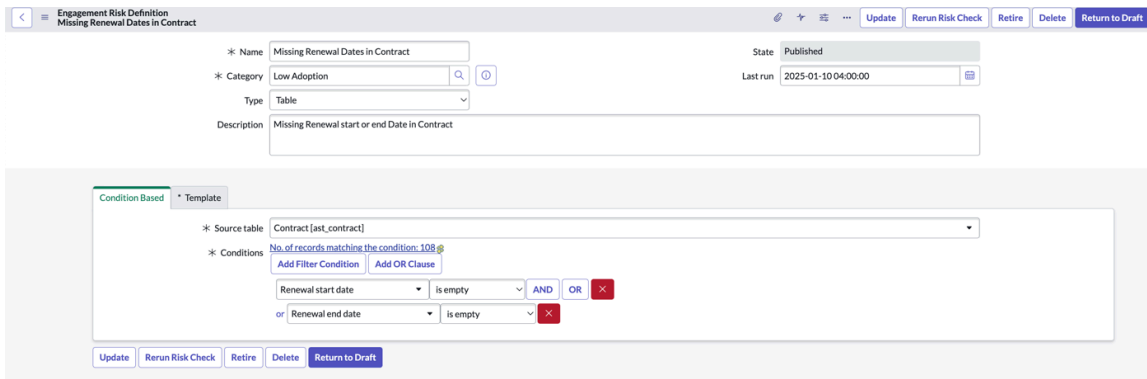 Engagement Risk Definition
Missing Renewal Dates in Contract
Update Rerun Risk Check Retire Delete Return to Draft
Name Missing Renewal Dates in Contract State Published
Category Low Adoption Last run 2025-01-10 04:00:00
Type Table
Description Missing Renewal start or end Date in Contract
Condition Based * Template
Source table Contract [ast_contract]
Conditions No. of records matching the condition: 108
Add Filter Condition Add OR Clause
Renewal start date is empty AND OR
or Renewal end date is empty
Update Rerun Risk Check Retire Delete Return to Draft